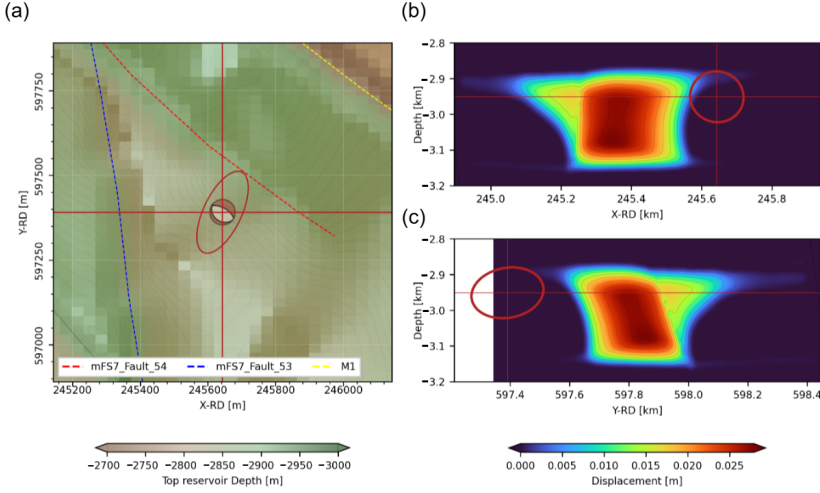 (a)
597750
597500
597250
597000
Y-RD [m]
mFS7_Fault_54 mFS7_Fault_53 M1
245200 245400 245600 245800 246000
X-RD [m]
−2700 −2750 −2800 −2850 −2900 −2950 −3000
Top reservoir Depth [m]
(b)
−2.8
−2.9
−3.0
−3.1
−3.2
Depth [km]
245.0 245.2 245.4 245.6 245.8
X-RD [km]
(c)
−2.8
−2.9
−3.0
−3.1
−3.2
Depth [km]
597.4 597.6 597.8 598.0 598.2 598.4
Y-RD [km]
0.000 0.005 0.010 0.015 0.020 0.025
Displacement [m]